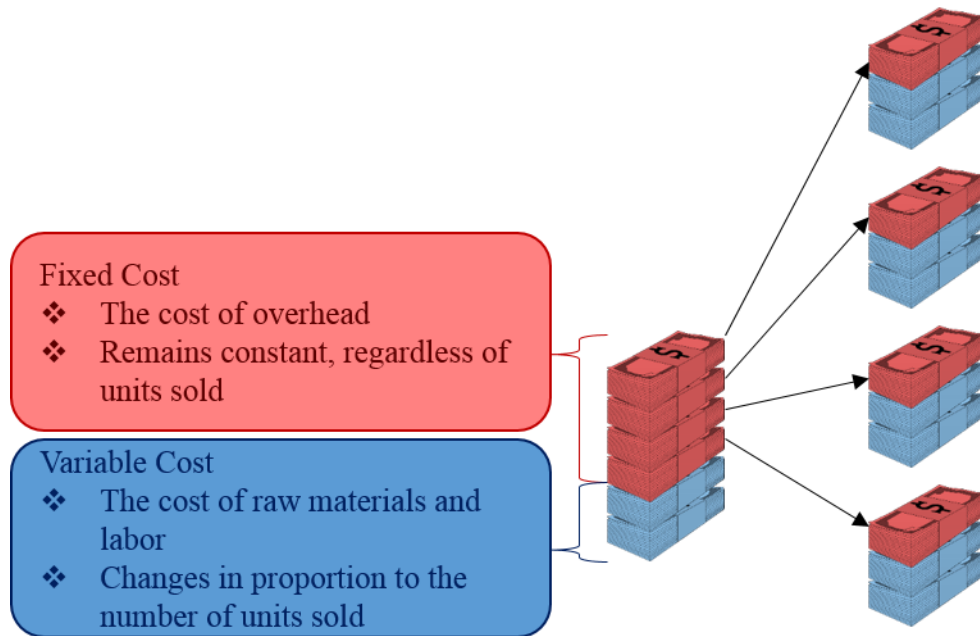 Fixed Cost
❖ The cost of overhead
❖ Remains constant, regardless of
units sold
Variable Cost
❖ The cost of raw materials and
labor
❖ Changes in proportion to the
number of units sold
$
$
$
$
$